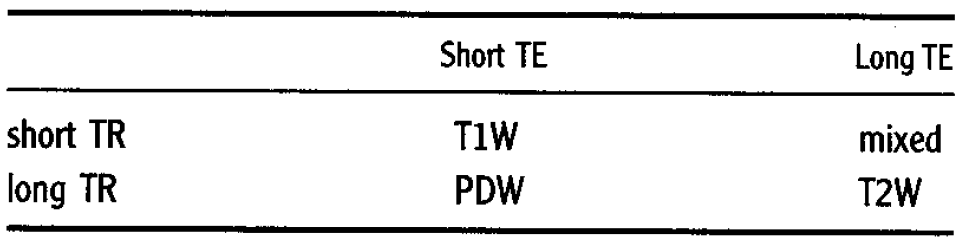 Short TE Long TE
short TR T1W mixed
long TR PDW T2W